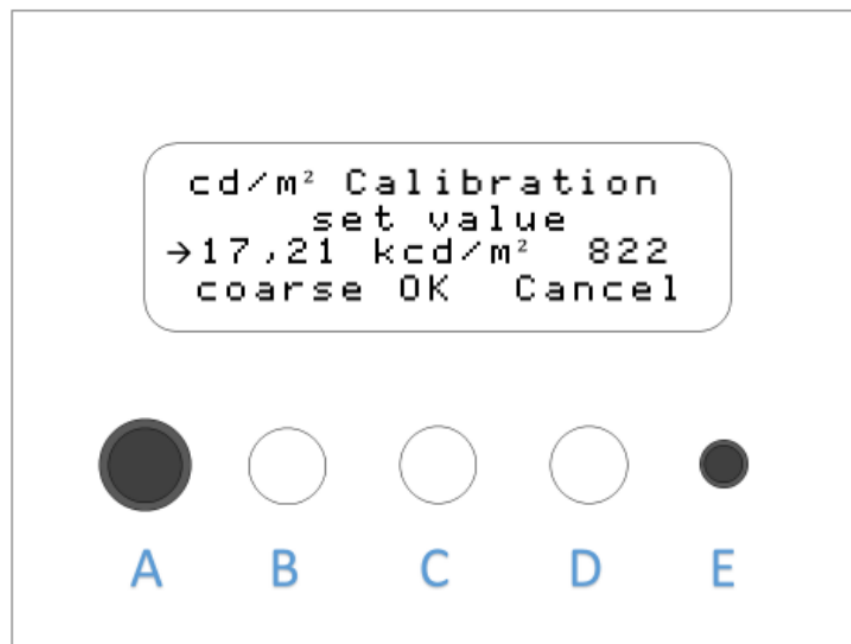 cd/m² Calibration
set value
→17,21 kcd/m² 822
coarse OK Cancel
A B C D E